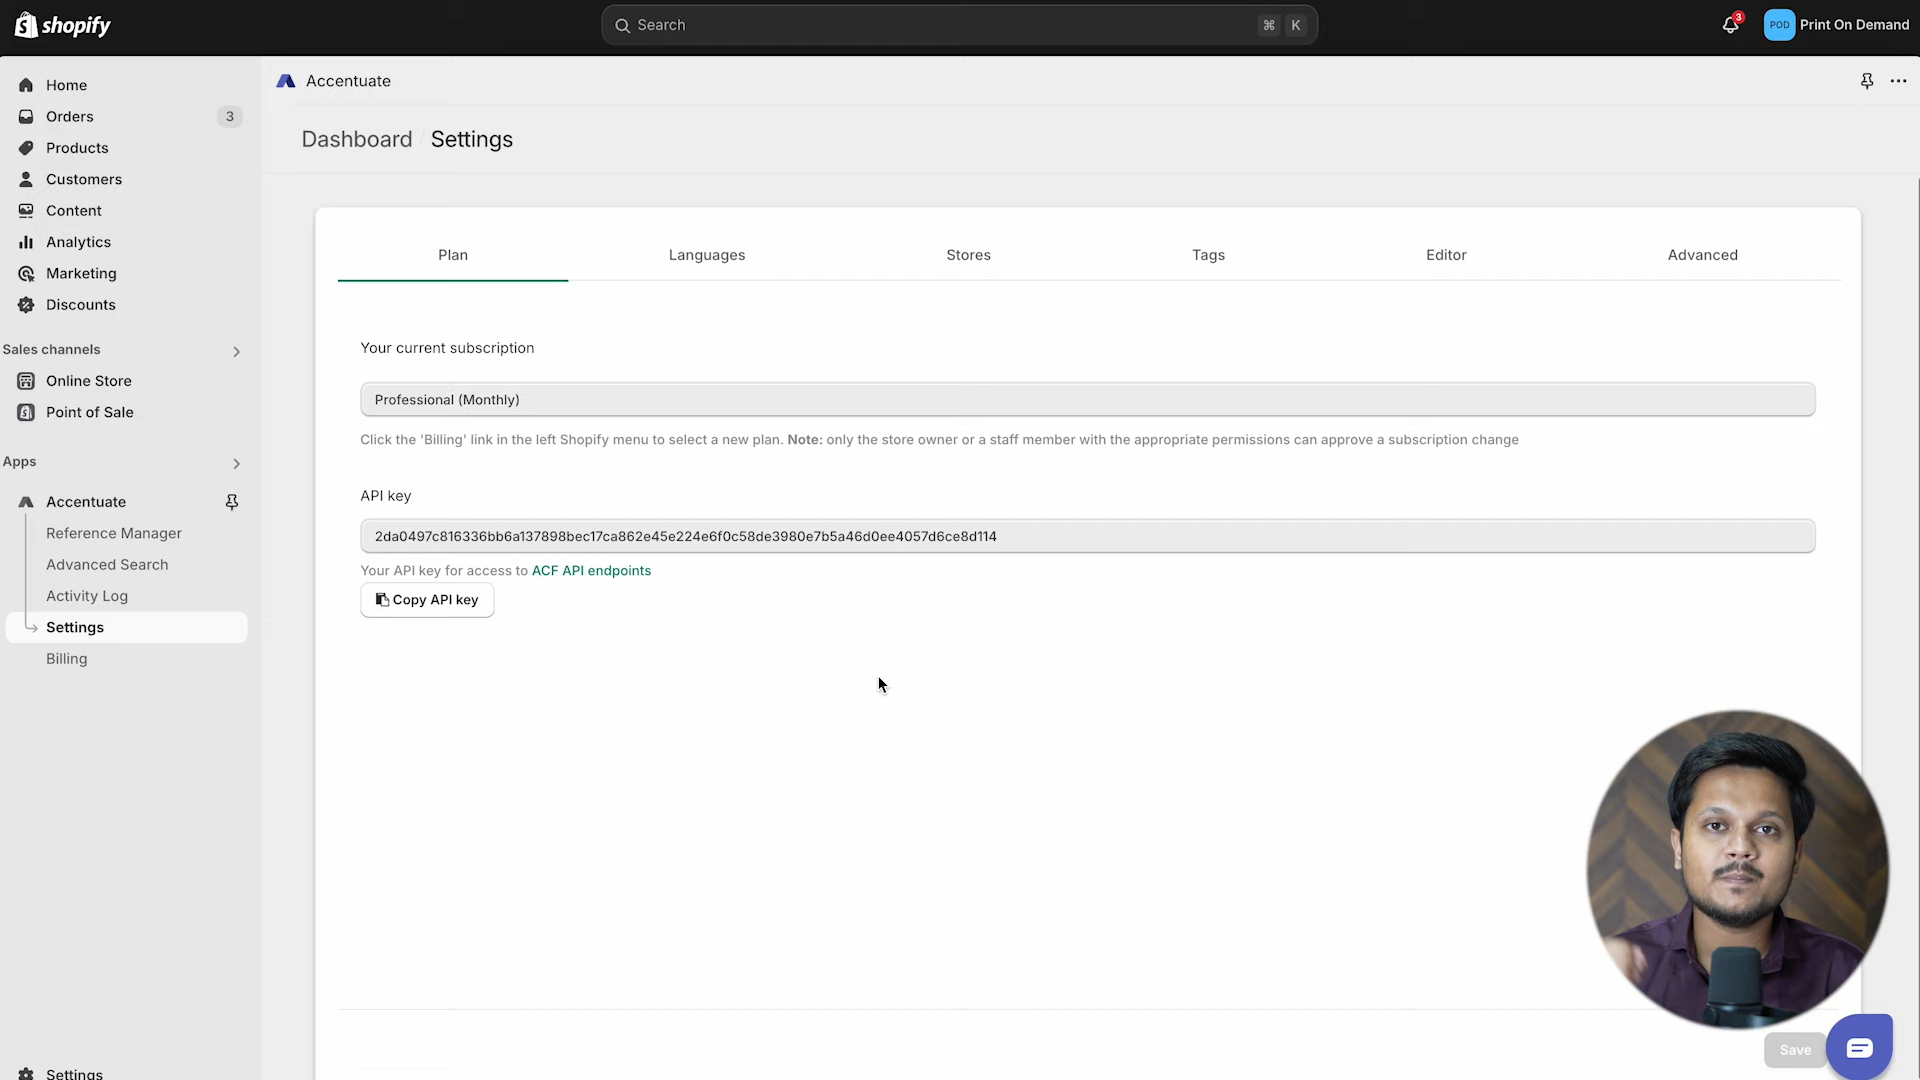 shopify
Search
⌘ K
3
POD
Print On Demand
Home
Orders
3
Products
Customers
Content
Analytics
Marketing
Discounts
Sales channels
Online Store
Point of Sale
Apps
Accentuate
Reference Manager
Advanced Search
Activity Log
Settings
Billing
Settings
Accentuate
Dashboard / Settings
Plan
Languages
Stores
Tags
Editor
Advanced
Your current subscription
Professional (Monthly)
Click the 'Billing' link in the left Shopify menu to select a new plan. Note: only the store owner or a staff member with the appropriate permissions can approve a subscription change
API key
2da0497c816336bb6a137898bec17ca862e45e224e6f0c58de3980e7b5a46d0ee4057d6ce8d114
Your API key for access to ACF API endpoints
Copy API key
Save